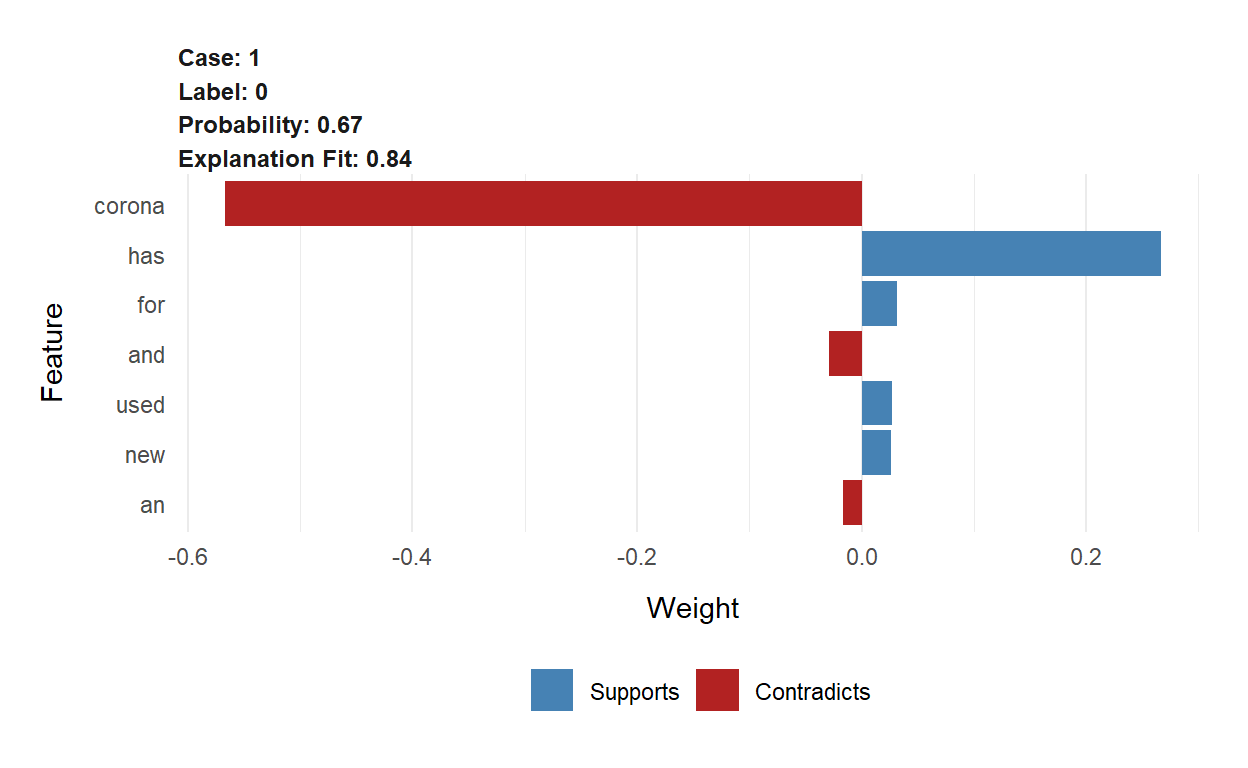 Case: 1
Label: 0
Probability: 0.67
Explanation Fit: 0.84
corona
has
for
and
used
new
an
Feature
-0.6 -0.4 -0.2 0.0 0.2
Weight
Supports Contradicts